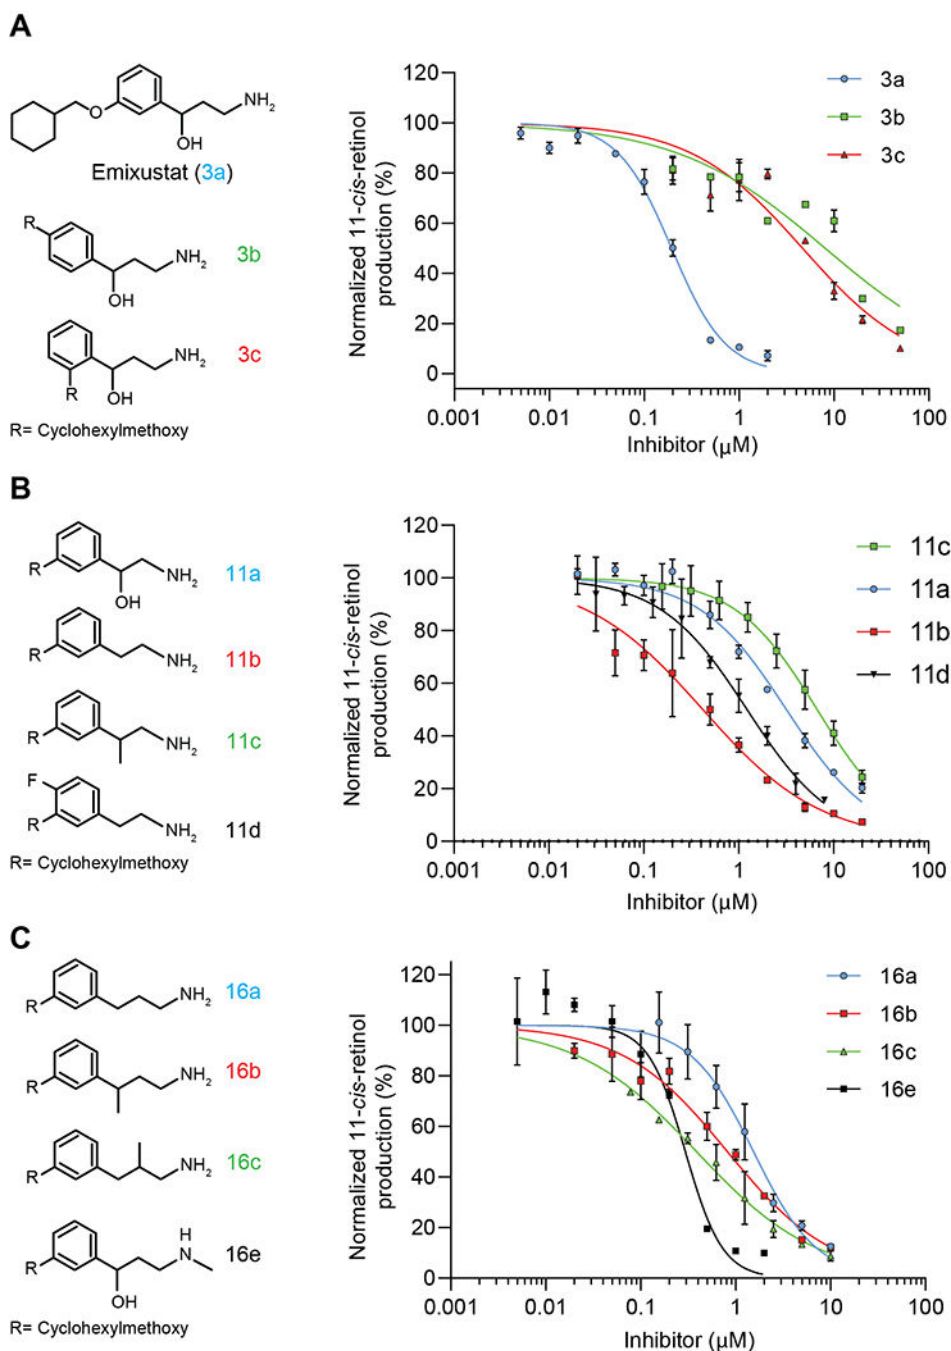 A
O
NH2
OH
Emixustat (3a)
R
NH2
OH
3b
NH2
R
OH
3c
R= Cyclohexylmethoxy
Normalized 11-cis-retinol
production (%)
120
100
80
60
40
20
0
0.001
0.01
0.1
1
10
100
Inhibitor (µM)
3a
3b
3c
B
R
NH2
OH
11a
R
NH2
11b
R
NH2
11c
F
R
NH2
11d
R= Cyclohexylmethoxy
Normalized 11-cis-retinol
production (%)
120
100
80
60
40
20
0
0.001
0.01
0.1
1
10
100
Inhibitor (µM)
11c
11a
11b
11d
C
R
NH2
16a
R
NH2
16b
R
NH2
16c
H
N
R
OH
16e
R= Cyclohexylmethoxy
Normalized 11-cis-retinol
production (%)
120
100
80
60
40
20
0
0.001
0.01
0.1
1
10
100
Inhibitor (µM)
16a
16b
16c
16e